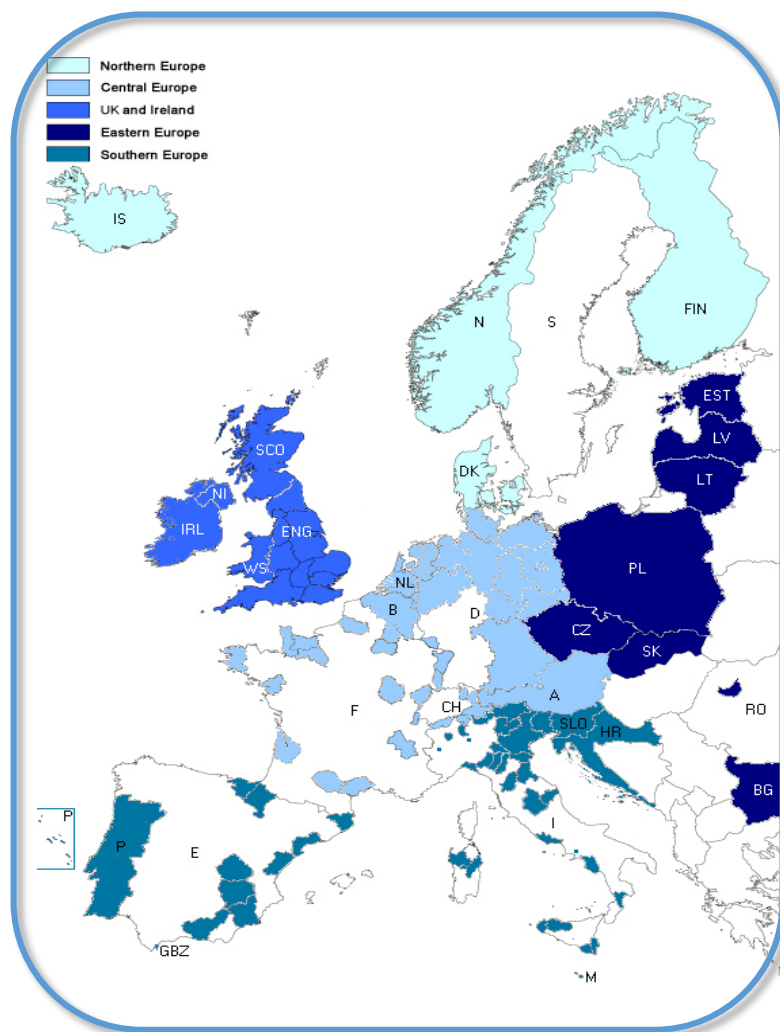 Northern Europe
Central Europe
UK and Ireland
Eastern Europe
Southern Europe
IS
N
S
FIN
EST
SCO
LV
DK
LT
NI
IRL
ENG
WS
PL
NL
B
D
CZ
SK
A
CH
RO
F
SLO
HR
BG
P
I
P
E
GBZ
M